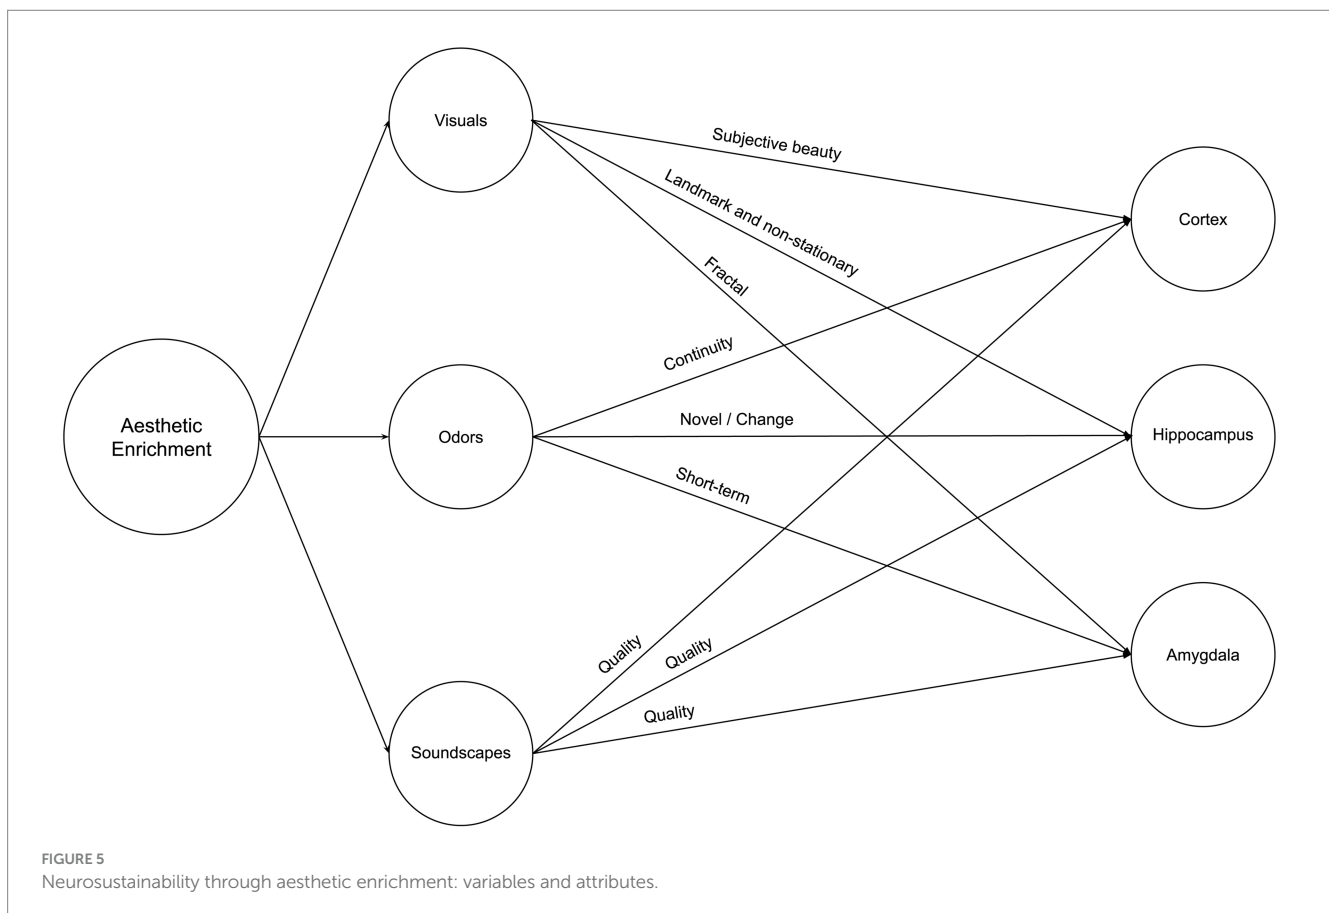 Visuals
Subjective beauty
Landmark and non-stationary
Fractal
Cortex
Continuity
Aesthetic
Enrichment
Odors
Novel / Change
Hippocampus
Short-term
Quality
Quality
Quality
Amygdala
Soundscapes
FIGURE 5
Neurosustainability through aesthetic enrichment: variables and attributes.